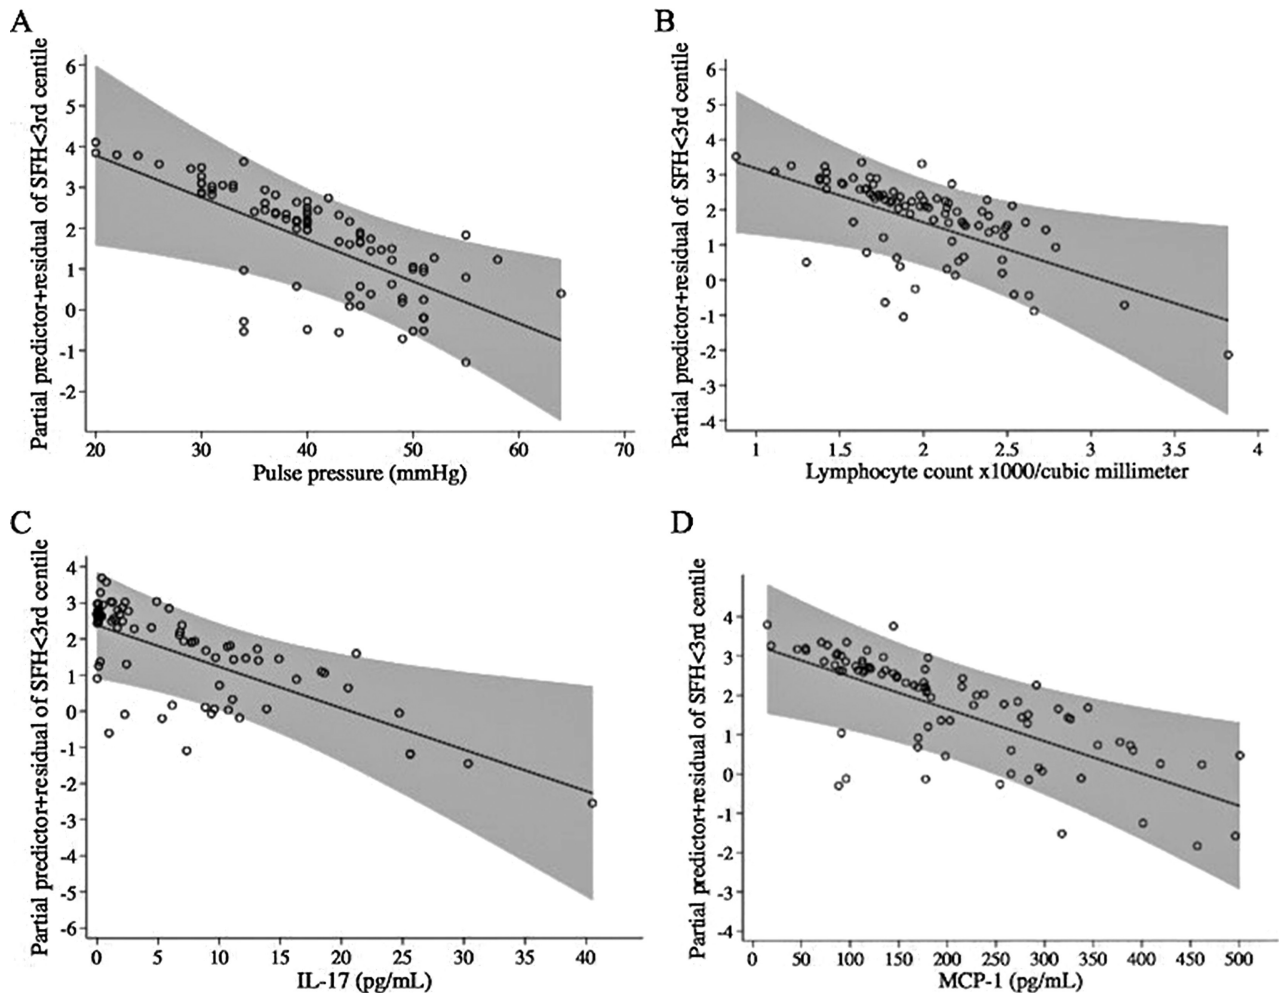 A
Partial predictor+residual of SFH<3rd centile
6
5
4
3
2
1
0
-1
-2
20 30 40 50 60 70
Pulse pressure (mmHg)
B
Partial predictor+residual of SFH<3rd centile
6
5
4
3
2
1
0
-1
-2
-3
-4
1 1.5 2 2.5 3 3.5 4
Lymphocyte count x1000/cubic millimeter
C
Partial predictor+residual of SFH<3rd centile
4
3
2
1
0
-1
-2
-3
-4
-5
-6
0 5 10 15 20 25 30 35 40
IL-17 (pg/mL)
D
Partial predictor+residual of SFH<3rd centile
4
3
2
1
0
-1
-2
-3
-4
0 50 100 150 200 250 300 350 400 450 500
MCP-1 (pg/mL)